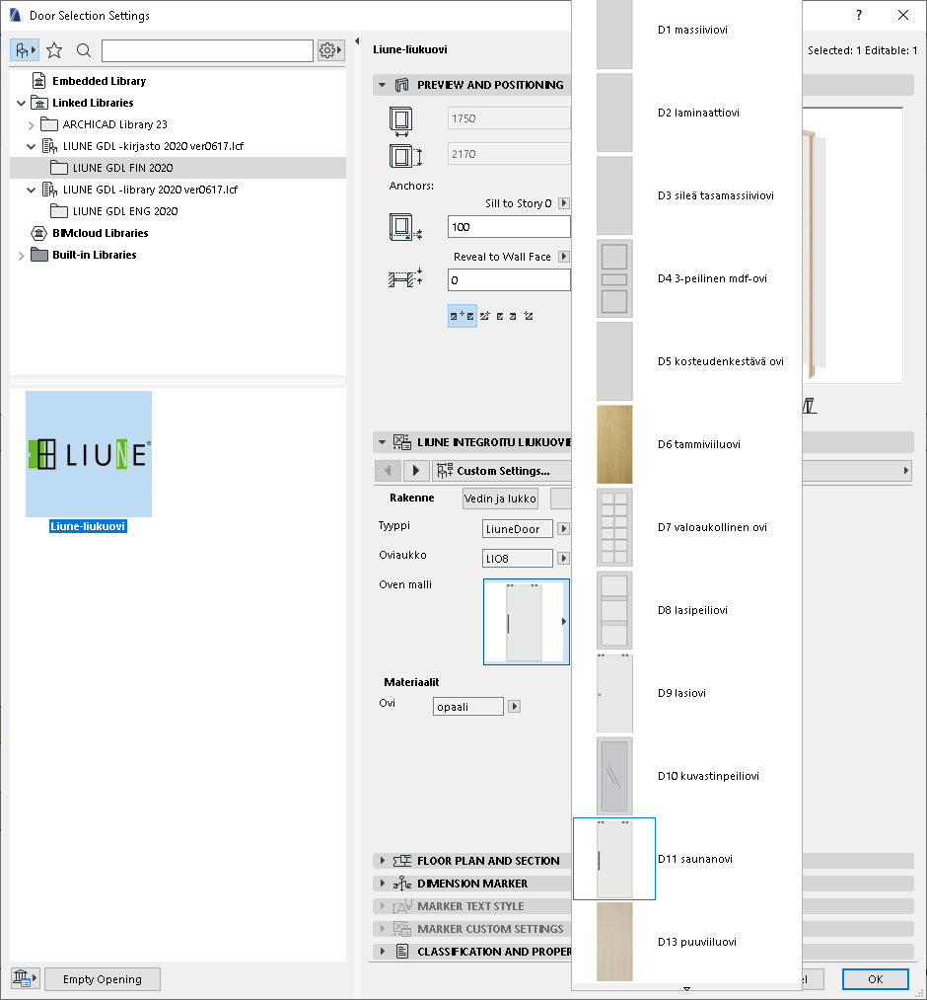 Door Selection Settings
?
Embedded Library
Linked Libraries
ARCHICAD Library 23
LIUNE GDL -kirjasto 2020 ver0617.lcf
LIUNE GDL FIN 2020
LIUNE GDL -library 2020 ver0617.lcf
LIUNE GDL ENG 2020
BIMcloud Libraries
Built-in Libraries
LIUNE®
Liune-liukuovi
Empty Opening
Liune-liukuovi
Selected: 1 Editable: 1
PREVIEW AND POSITIONING
1750
2170
Anchors:
Sill to Story 0
100
Reveal to Wall Face
0
LIUNE INTEGROITU LIUKUOVIE
Custom Settings...
Rakenne
Vedin ja lukko
Tyyppi
LiuneDoor
Oviaukko
LIO8
Oven malli
Materiaalit
Ovi
opaali
FLOOR PLAN AND SECTION
DIMENSION MARKER
MARKER TEXT STYLE
MARKER CUSTOM SETTINGS
CLASSIFICATION AND PROPER
D1 massiiviovi
D2 laminaattiovi
D3 sileä tasamassiiviovi
D4 3-peilinen mdf-ovi
D5 kosteudenkestävä ovi
D6 tammiviiluovi
D7 valoaukollinen ovi
D8 lasipeiliovi
D9 lasiovi
D10 kuvastinpeiliovi
D11 saunanovi
D13 puuviiluovi
el
OK